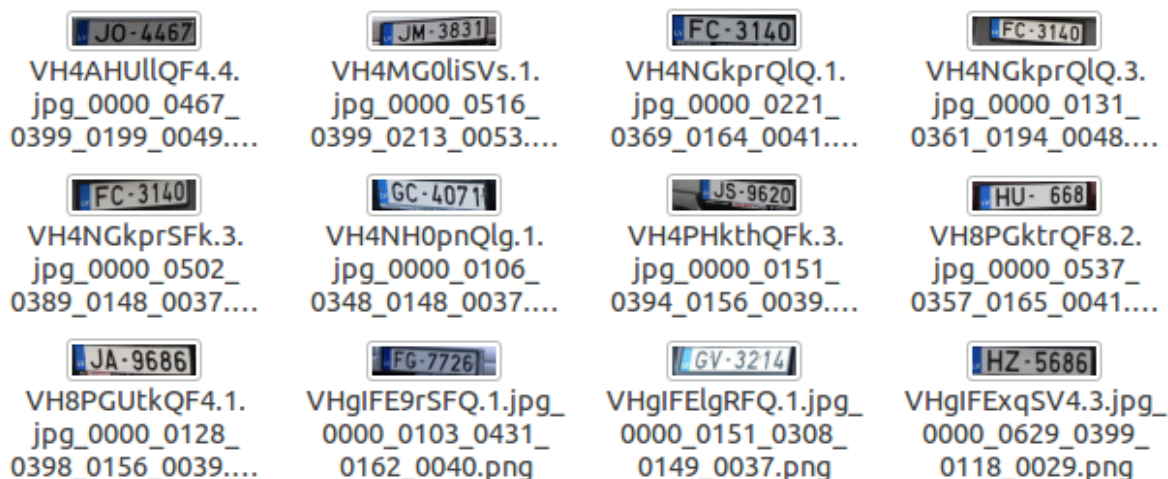 JO-4467 JM-3831 FC-3140 FC-3140
VH4AHUllQF4.4. VH4MG0liSVs.1. VH4NGkprQlQ.1. VH4NGkprQlQ.3.
jpg_0000_0467_ jpg_0000_0516_ jpg_0000_0221_ jpg_0000_0131_
0399_0199_0049.... 0399_0213_0053.... 0369_0164_0041.... 0361_0194_0048....
FC-3140 GC-4071 JS-9620 HU- 668
VH4NGkprSFk.3. VH4NH0pnQlg.1. VH4PHkthQFk.3. VH8PGktrQF8.2.
jpg_0000_0502_ jpg_0000_0106_ jpg_0000_0151_ jpg_0000_0537_
0389_0148_0037.... 0348_0148_0037.... 0394_0156_0039.... 0357_0165_0041....
JA-9686 FG-7726 GV-3214 HZ-5686
VH8PGUtkQF4.1. VHgIFE9rSFQ.1.jpg_ VHgIFElgRFQ.1.jpg_ VHgIFExqSV4.3.jpg_
jpg_0000_0128_ 0000_0103_0431_ 0000_0151_0308_ 0000_0629_0399_
0398_0156_0039.... 0162_0040.png 0149_0037.png 0118_0029.png